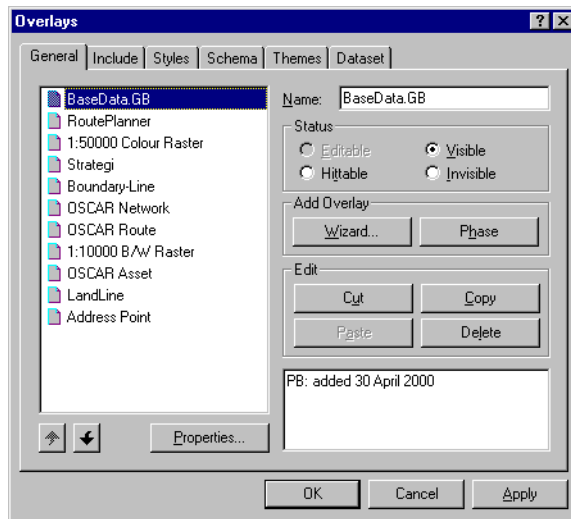 Overlays
General Include Styles Schema Themes Dataset
BaseData.GB
RoutePlanner
1:50000 Colour Raster
Strategi
Boundary-Line
OSCAR Network
OSCAR Route
1:10000 B/W Raster
OSCAR Asset
LandLine
Address Point
Properties...
Name: BaseData.GB
Status
Editable Visible
Hittable Invisible
Add Overlay
Wizard... Phase
Edit
Cut Copy
Paste Delete
PB: added 30 April 2000
OK Cancel Apply